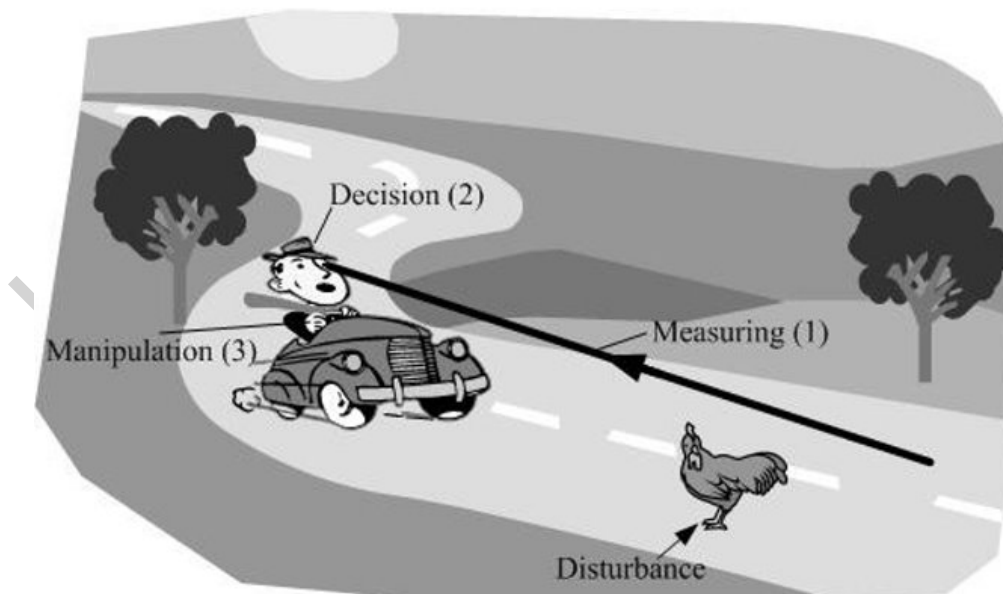 Decision (2)
Measuring (1)
Manipulation (3)
Disturbance